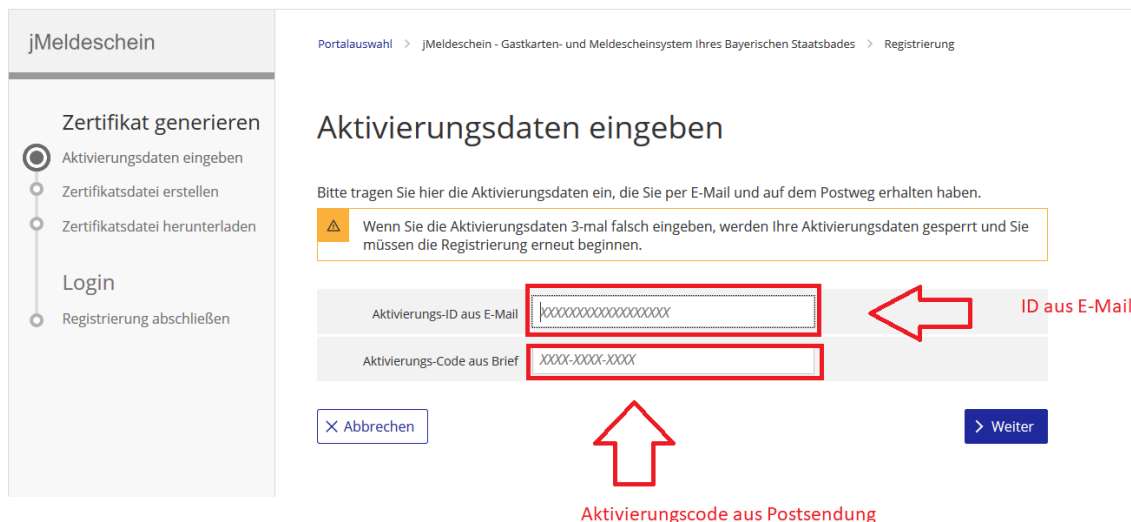 jMeldeschein
Portalauswahl > jMeldeschein - Gastkarten- und Meldescheinsystem Ihres Bayerischen Staatsbades > Registrierung
Zertifikat generieren
Aktivierungsdaten eingeben
Zertifikatsdatei erstellen
Zertifikatsdatei herunterladen
Login
Registrierung abschließen
Aktivierungsdaten eingeben
Bitte tragen Sie hier die Aktivierungsdaten ein, die Sie per E-Mail und auf dem Postweg erhalten haben.
Wenn Sie die Aktivierungsdaten 3-mal falsch eingeben, werden Ihre Aktivierungsdaten gesperrt und Sie
müssen die Registrierung erneut beginnen.
Aktivierungs-ID aus E-Mail XXXXXXXXXXXXXXXXXX
ID aus E-Mail
Aktivierungs-Code aus Brief XXXX-XXXX-XXXX
Abbrechen
> Weiter
Aktivierungscode aus Postsendung